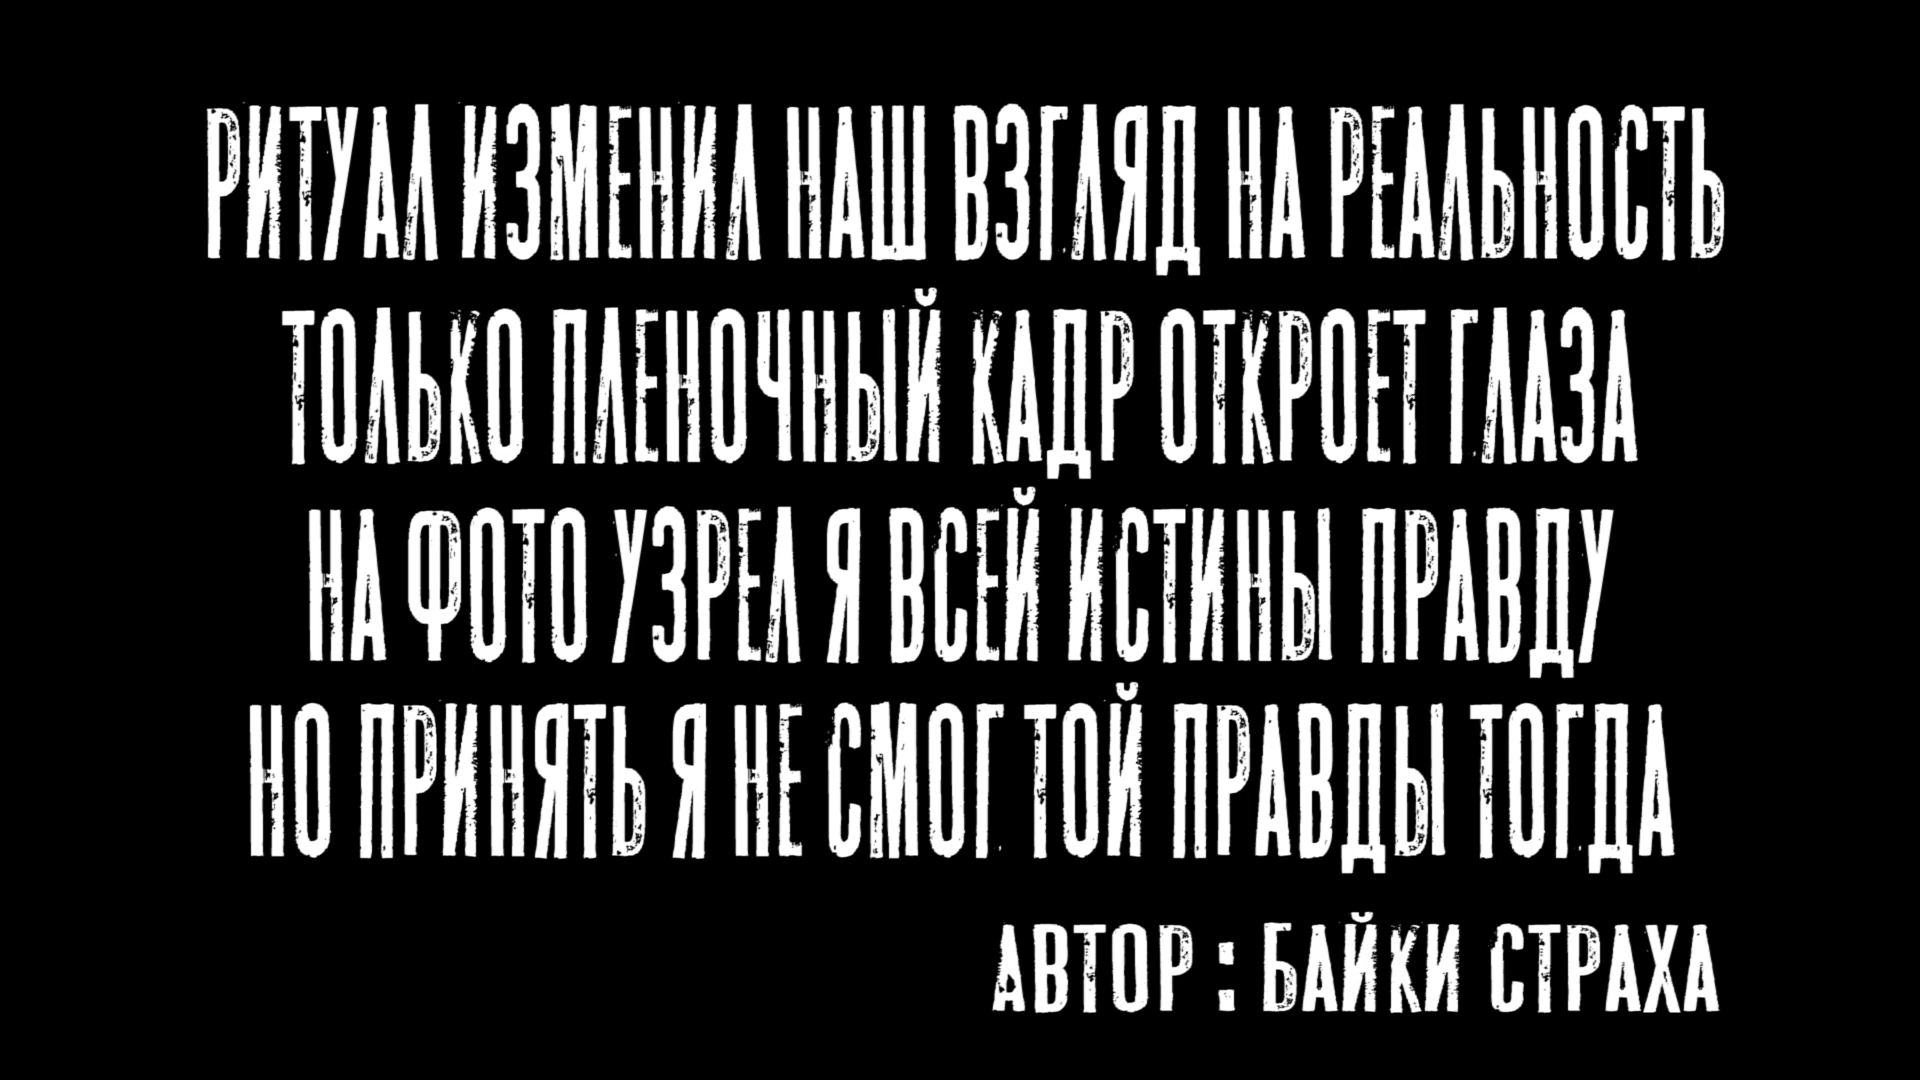 РИТУАЛ ИЗМЕНИЛ НАШ ВЗГЛЯД НА РЕАЛЬНОСТЬ
ТОЛЬКО ПЛЕНОЧНЫЙ КАДР ОТКРОЕТ ГЛАЗА
НА ФОТО УЗРЕЛ Я ВСЕЙ ИСТИНЫ ПРАВДУ
НО ПРИНЯТЬ Я НЕ СМОГ ТОЙ ПРАВДЫ ТОГДА
АВТОР : БАЙКИ СТРАХА